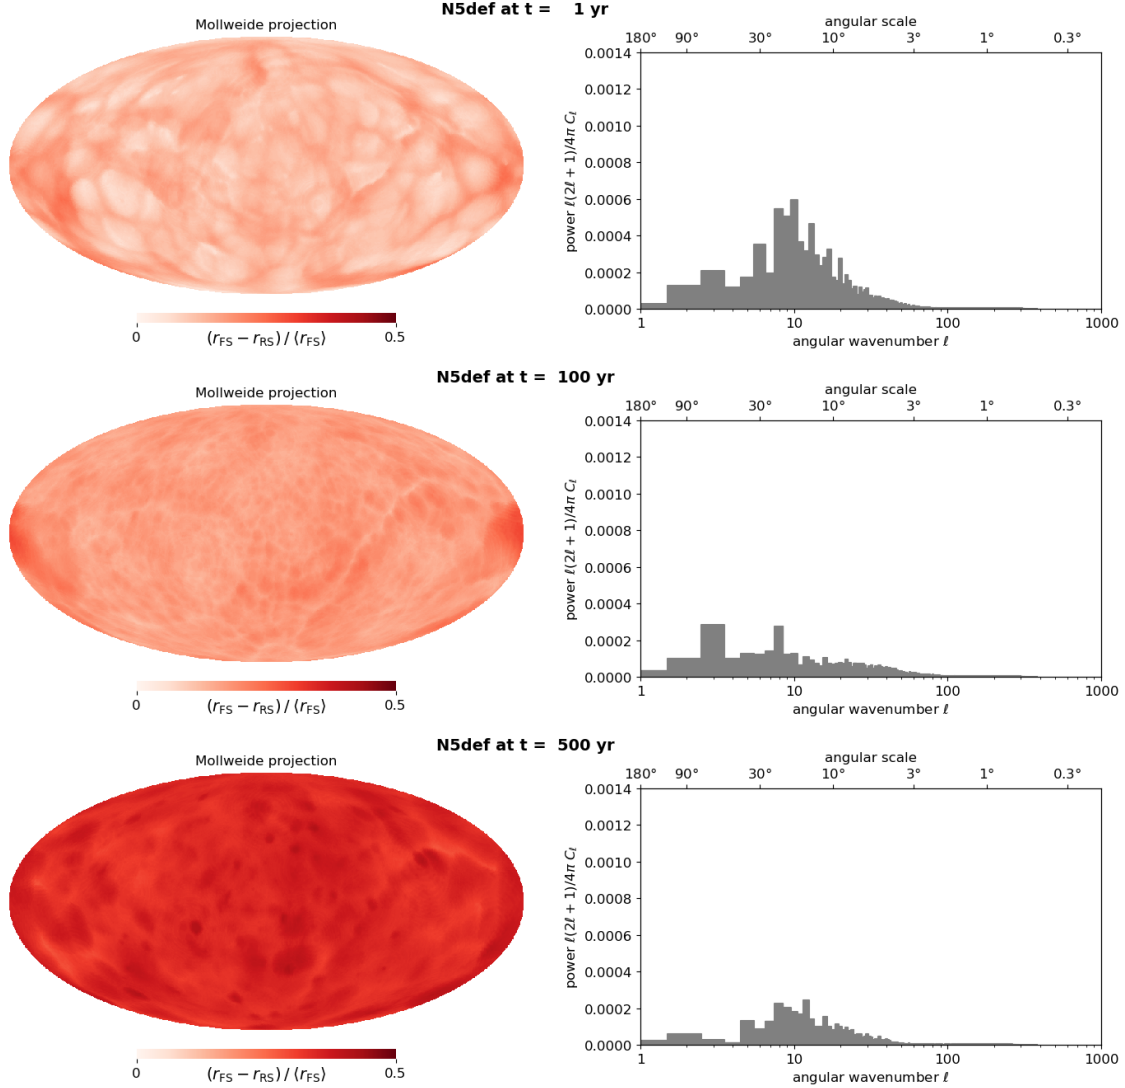 N5def at t =    1 yr
Mollweide projection
0
0.5
(r_FS − r_RS) / ⟨r_FS⟩
angular scale
180° 90° 30° 10° 3° 1° 0.3°
0.0014
0.0012
0.0010
0.0008
0.0006
0.0004
0.0002
0.0000
power ℓ(2ℓ + 1)/4π C_ℓ
1 10 100 1000
angular wavenumber ℓ
N5def at t =  100 yr
Mollweide projection
0
0.5
(r_FS − r_RS) / ⟨r_FS⟩
angular scale
180° 90° 30° 10° 3° 1° 0.3°
0.0014
0.0012
0.0010
0.0008
0.0006
0.0004
0.0002
0.0000
power ℓ(2ℓ + 1)/4π C_ℓ
1 10 100 1000
angular wavenumber ℓ
N5def at t =  500 yr
Mollweide projection
0
0.5
(r_FS − r_RS) / ⟨r_FS⟩
angular scale
180° 90° 30° 10° 3° 1° 0.3°
0.0014
0.0012
0.0010
0.0008
0.0006
0.0004
0.0002
0.0000
power ℓ(2ℓ + 1)/4π C_ℓ
1 10 100 1000
angular wavenumber ℓ